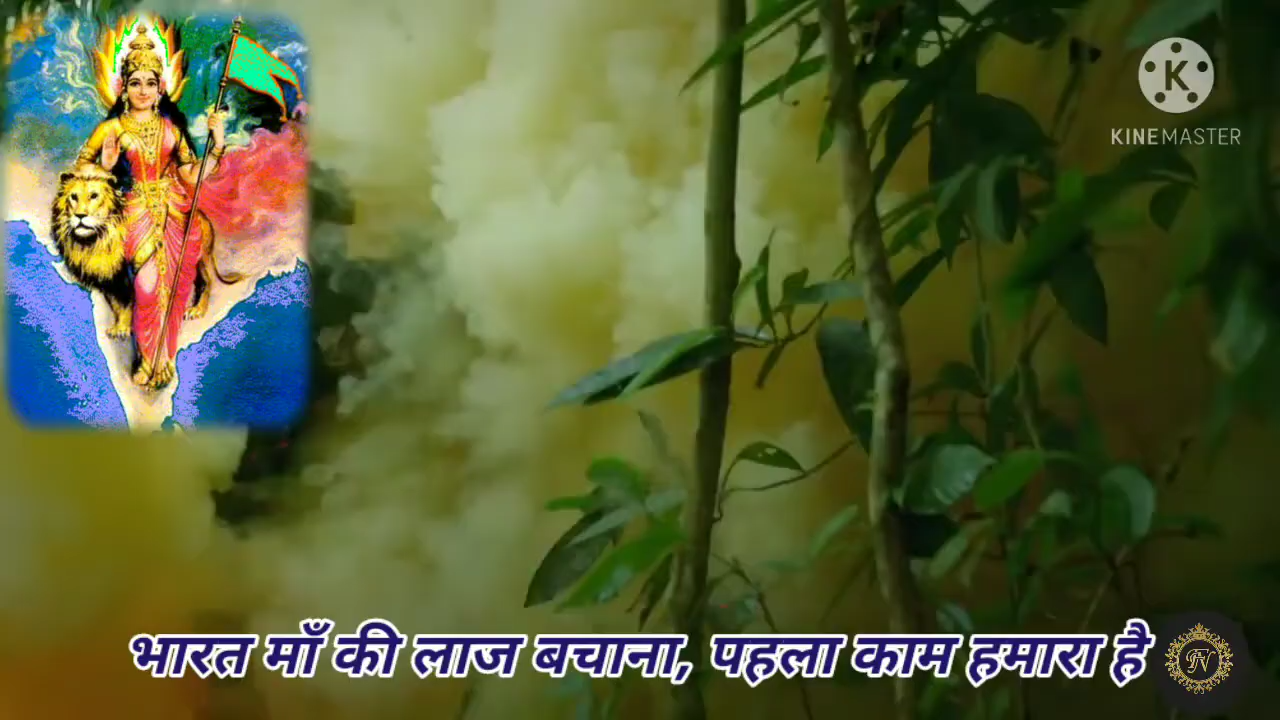 KINEMASTER
भारत माँ की लाज बचाना, पहला काम हमारा है